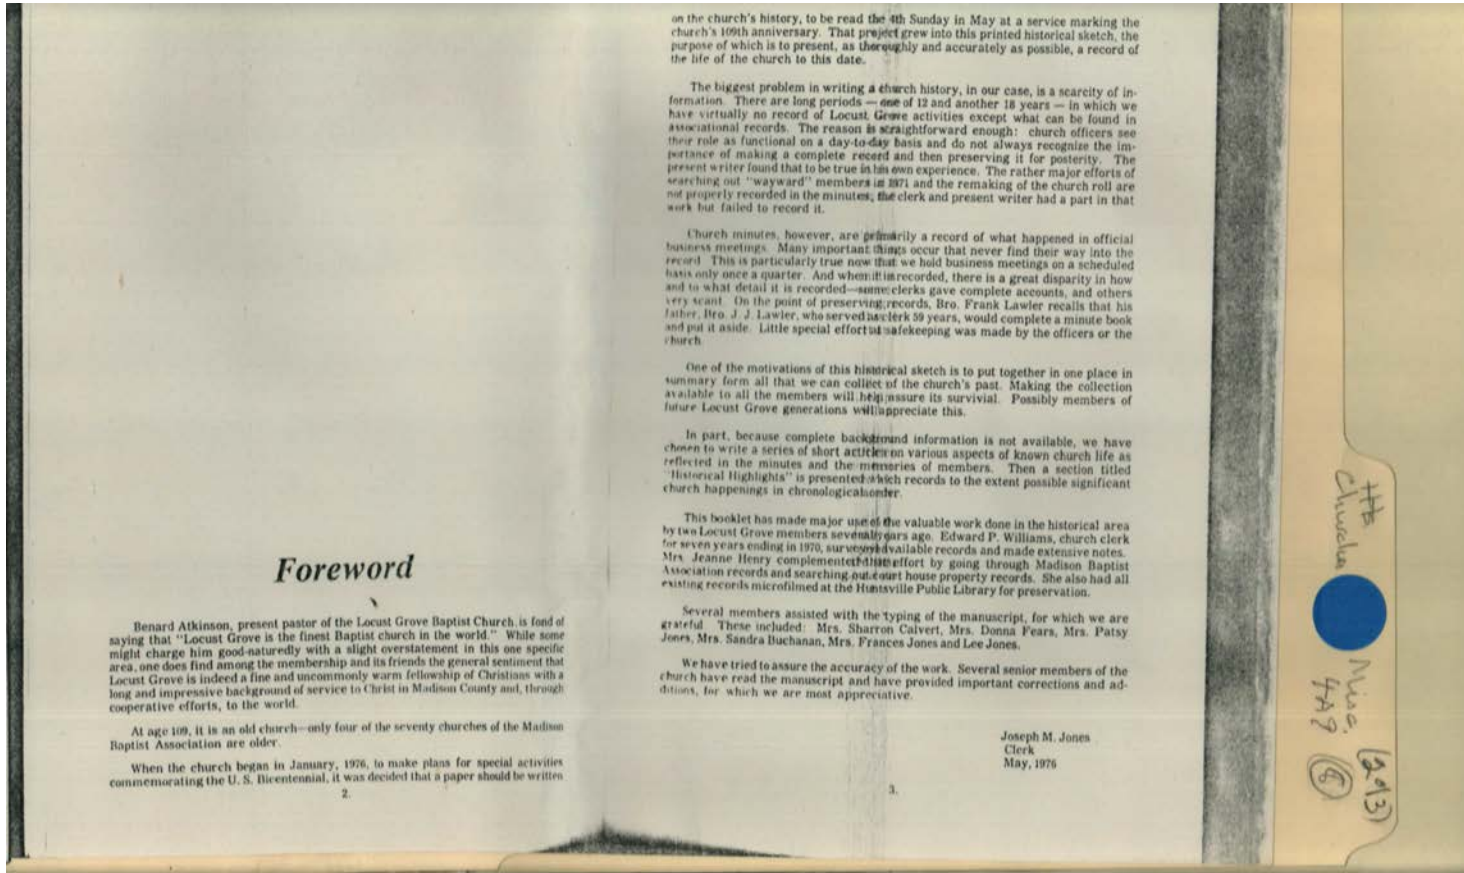 Foreword
Benard Atkinson, present pastor of the Locust Grove Baptist Church, is fond of
saying that "Locust Grove is the finest Baptist church in the world." While some
might charge him good-naturedly with a slight overstatement in this one specific
area, one does find among the membership and its friends the general sentiment that
Locust Grove is indeed a fine and uncommonly warm fellowship of Christians with a
long and impressive background of service to Christ in Madison County and, through
cooperative efforts, to the world.
At age 109, it is an old church—only four of the seventy churches of the Madison
Baptist Association are older.
When the church began in January, 1976, to make plans for special activities
commemorating the U. S. Bicentennial, it was decided that a paper should be written
2.
on the church's history, to be read the 4th Sunday in May at a service marking the
church's 109th anniversary. That project grew into this printed historical sketch, the
purpose of which is to present, as thoroughly and accurately as possible, a record of
the life of the church to this date.
The biggest problem in writing a church history, in our case, is a scarcity of in-
formation. There are long periods — one of 12 and another 18 years — in which we
have virtually no record of Locust Grove activities except what can be found in
associational records. The reason is straightforward enough: church officers see
their role as functional on a day-to-day basis and do not always recognize the im-
portance of making a complete record and then preserving it for posterity. The
present writer found that to be true in his own experience. The rather major efforts of
searching out "wayward" members in 1971 and the remaking of the church roll are
not properly recorded in the minutes; the clerk and present writer had a part in that
work but failed to record it.
Church minutes, however, are primarily a record of what happened in official
business meetings. Many important things occur that never find their way into the
record. This is particularly true now that we hold business meetings on a scheduled
basis only once a quarter. And when it is recorded, there is a great disparity in how
and to what detail it is recorded—some clerks gave complete accounts, and others
very scant. On the point of preserving records, Bro. Frank Lawler recalls that his
father, Bro. J. J. Lawler, who served as clerk 59 years, would complete a minute book
and put it aside. Little special effort at safekeeping was made by the officers or the
church.
One of the motivations of this historical sketch is to put together in one place in
summary form all that we can collect of the church's past. Making the collection
available to all the members will help assure its survivial. Possibly members of
future Locust Grove generations will appreciate this.
In part, because complete background information is not available, we have
chosen to write a series of short articles on various aspects of known church life as
reflected in the minutes and the memories of members. Then a section titled
"Historical Highlights" is presented which records to the extent possible significant
church happenings in chronological order.
This booklet has made major use of the valuable work done in the historical area
by two Locust Grove members several years ago. Edward P. Williams, church clerk
for seven years ending in 1970, surveyed available records and made extensive notes.
Mrs. Jeanne Henry complemented that effort by going through Madison Baptist
Association records and searching out court house property records. She also had all
existing records microfilmed at the Huntsville Public Library for preservation.
Several members assisted with the typing of the manuscript, for which we are
grateful. These included: Mrs. Sharron Calvert, Mrs. Donna Fears, Mrs. Patsy
Jones, Mrs. Sandra Buchanan, Mrs. Frances Jones and Lee Jones.
We have tried to assure the accuracy of the work. Several senior members of the
church have read the manuscript and have provided important corrections and ad-
ditions, for which we are most appreciative.
Joseph M. Jones
Clerk
May, 1976
3.
Churches
Misc.
(293)
8